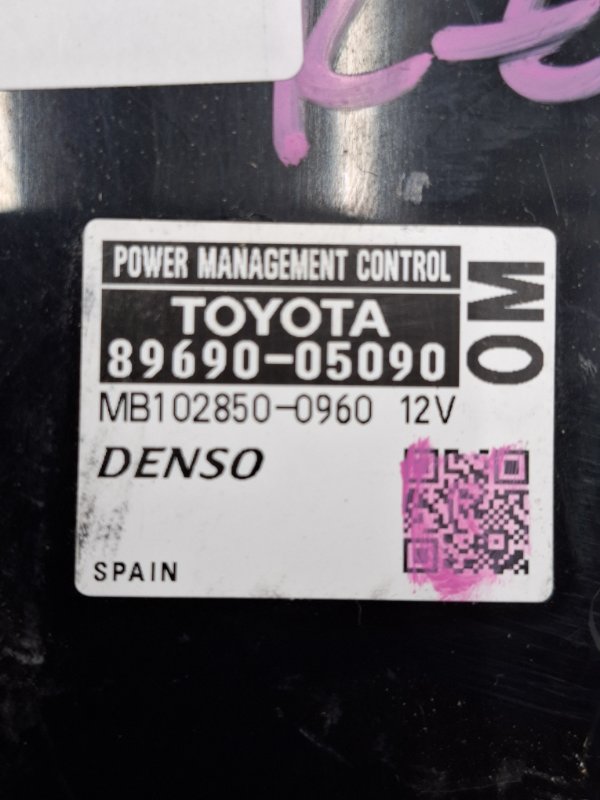 POWER MANAGEMENT CONTROL
TOYOTA
89690-05090
OM
MB102850-0960 12V
DENSO
SPAIN